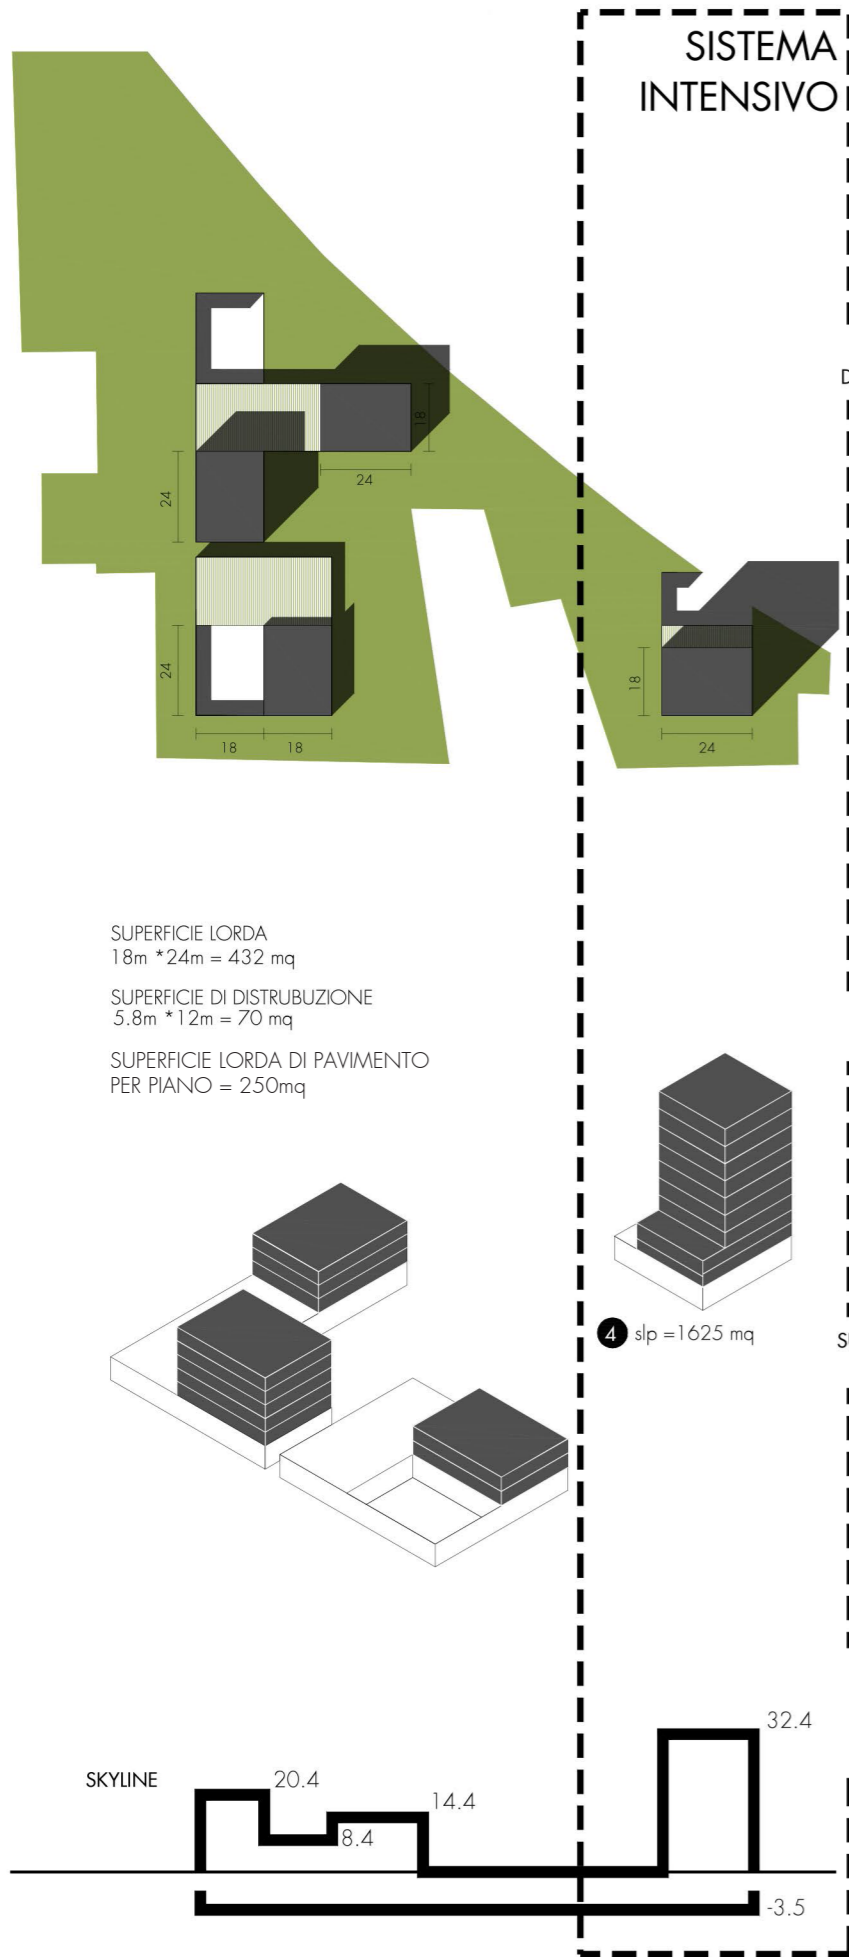 SISTEMA
INTENSIVO
D
18
24
24
24
18
18
18
24
SUPERFICIE LORDA
18m *24m = 432 mq
SUPERFICIE DI DISTRUBUZIONE
5.8m *12m = 70 mq
SUPERFICIE LORDA DI PAVIMENTO
PER PIANO = 250mq
4 slp =1625 mq
S
SKYLINE
20.4
8.4
14.4
32.4
-3.5